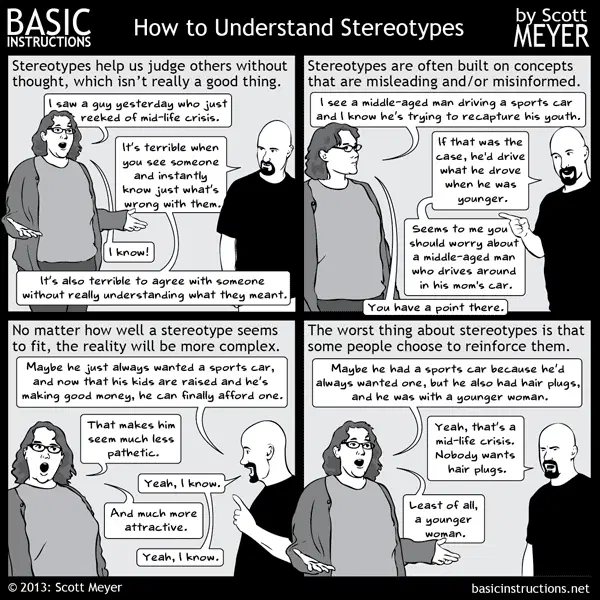 BASIC
INSTRUCTIONS
How to Understand Stereotypes
by Scott
MEYER
Stereotypes help us judge others without
thought, which isn't really a good thing.
I saw a guy yesterday who just
reeked of mid-life crisis.
It's terrible when
you see someone
and instantly
know just what's
wrong with them.
I know!
It's also terrible to agree with someone
without really understanding what they meant.
Stereotypes are often built on concepts
that are misleading and/or misinformed.
I see a middle-aged man driving a sports car
and I know he's trying to recapture his youth.
If that was the
case, he'd drive
what he drove
when he was
younger.
Seems to me you
should worry about
a middle-aged man
who drives around
in his mom's car.
You have a point there.
No matter how well a stereotype seems
to fit, the reality will be more complex.
Maybe he just always wanted a sports car,
and now that his kids are raised and he's
making good money, he can finally afford one.
That makes him
seem much less
pathetic.
Yeah, I know.
And much more
attractive.
Yeah, I know.
The worst thing about stereotypes is that
some people choose to reinforce them.
Maybe he had a sports car because he'd
always wanted one, but he also had hair plugs,
and he was with a younger woman.
Yeah, that's a
mid-life crisis.
Nobody wants
hair plugs.
Least of all,
a younger
woman.
© 2013: Scott Meyer
basicinstructions.net